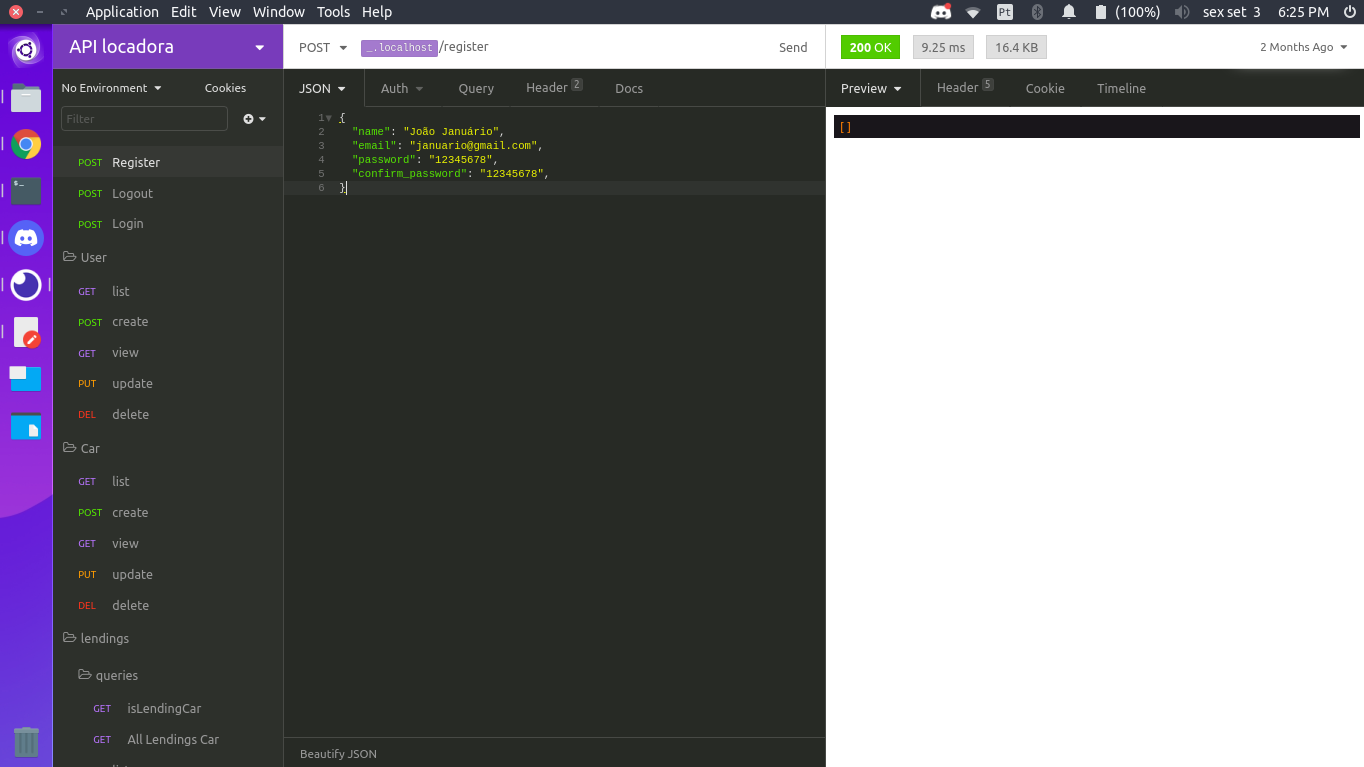 Application Edit View Window Tools Help
Pt (100%) sex set 3 6:25 PM
API locadora
POST _.localhost/register Send
200 OK 9.25 ms 16.4 KB 2 Months Ago
No Environment Cookies
JSON Auth Query Header 2 Docs
Preview Header 5 Cookie Timeline
Filter
POST Register
POST Logout
POST Login
User
GET list
POST create
GET view
PUT update
DEL delete
Car
GET list
POST create
GET view
PUT update
DEL delete
lendings
queries
GET isLendingCar
GET All Lendings Car
1 {
2 "name": "João Januário",
3 "email": "januario@gmail.com",
4 "password": "12345678",
5 "confirm_password": "12345678",
6 }
[]
Beautify JSON